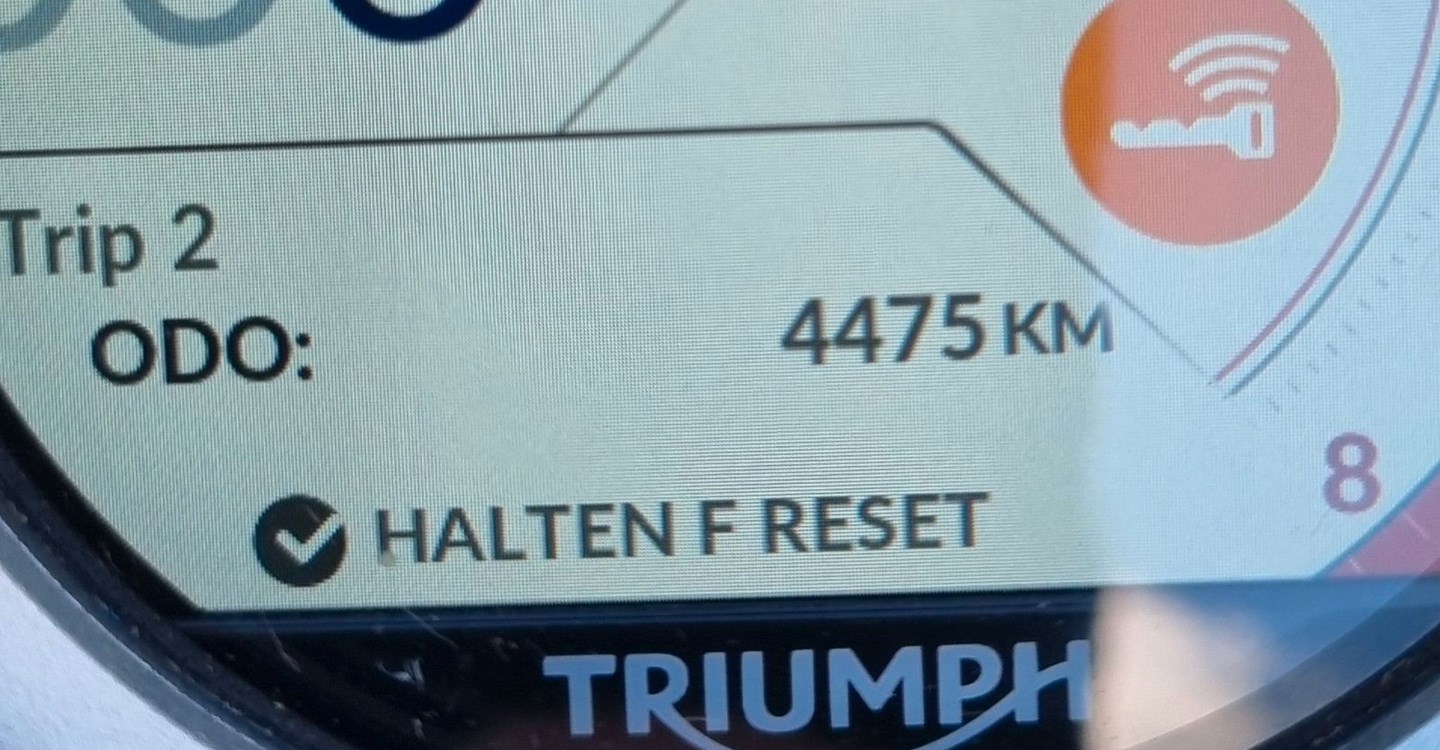 Trip 2
ODO: 4475 KM
8
HALTEN F RESET
TRIUMPH